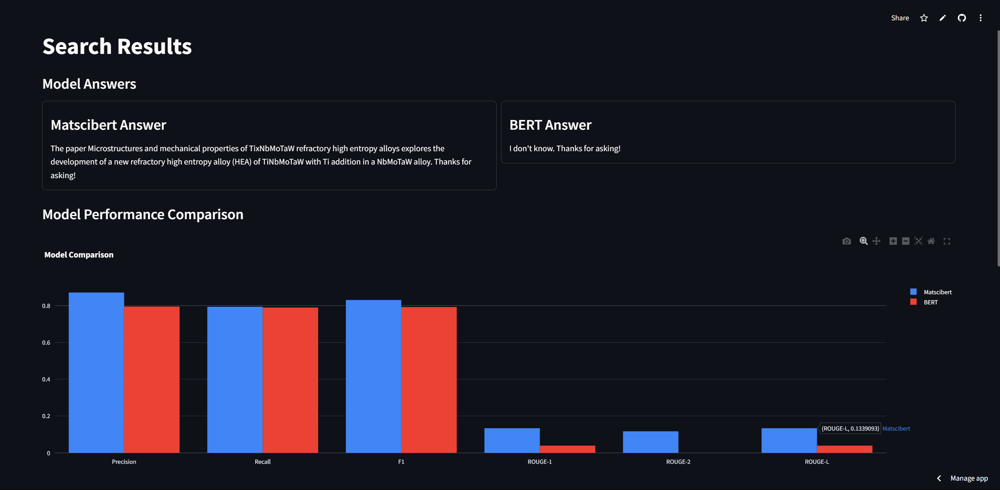 Share
Search Results
Model Answers
Matscibert Answer
The paper Microstructures and mechanical properties of TixNbMoTaW refractory high entropy alloys explores the
development of a new refractory high entropy alloy (HEA) of TiNbMoTaW with Ti addition in a NbMoTaW alloy. Thanks for
asking!
BERT Answer
I don't know. Thanks for asking!
Model Performance Comparison
Model Comparison
Matscibert
BERT
0.8
0.6
0.4
0.2
0
(ROUGE-L, 0.1339093) Matscibert
Precision Recall F1 ROUGE-1 ROUGE-2 ROUGE-L
Manage app